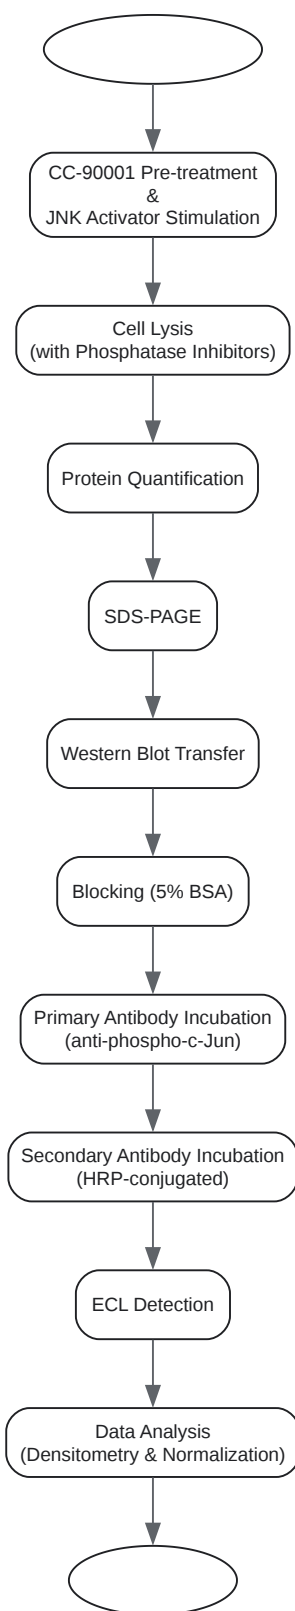 CC-90001 Pre-treatment
&
JNK Activator Stimulation
Cell Lysis
(with Phosphatase Inhibitors)
Protein Quantification
SDS-PAGE
Western Blot Transfer
Blocking (5% BSA)
Primary Antibody Incubation
(anti-phospho-c-Jun)
Secondary Antibody Incubation
(HRP-conjugated)
ECL Detection
Data Analysis
(Densitometry & Normalization)